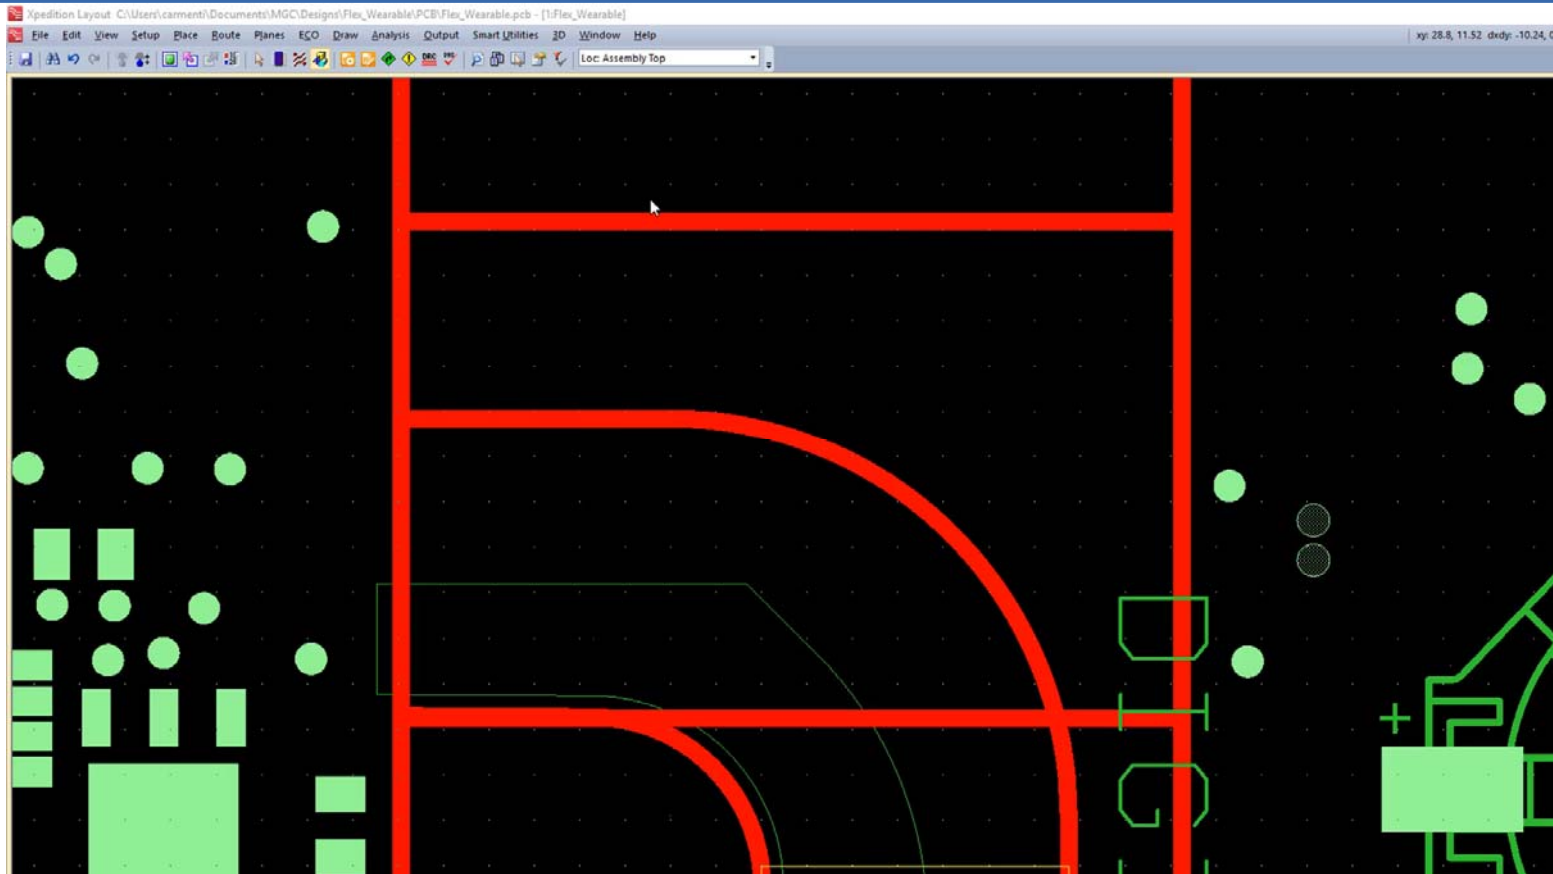 Xpedition Layout C:\Users\carmenti\Documents\MGC\Designs\Flex_Wearable\PCB\Flex_Wearable.pcb - [1:Flex_Wearable]
File Edit View Setup Place Route Planes ECO Draw Analysis Output Smart Utilities 3D Window Help xy: 28.8, 11.52 dxdy: -10.24, 0
DRC Loc: Assembly Top
D
I
G
+